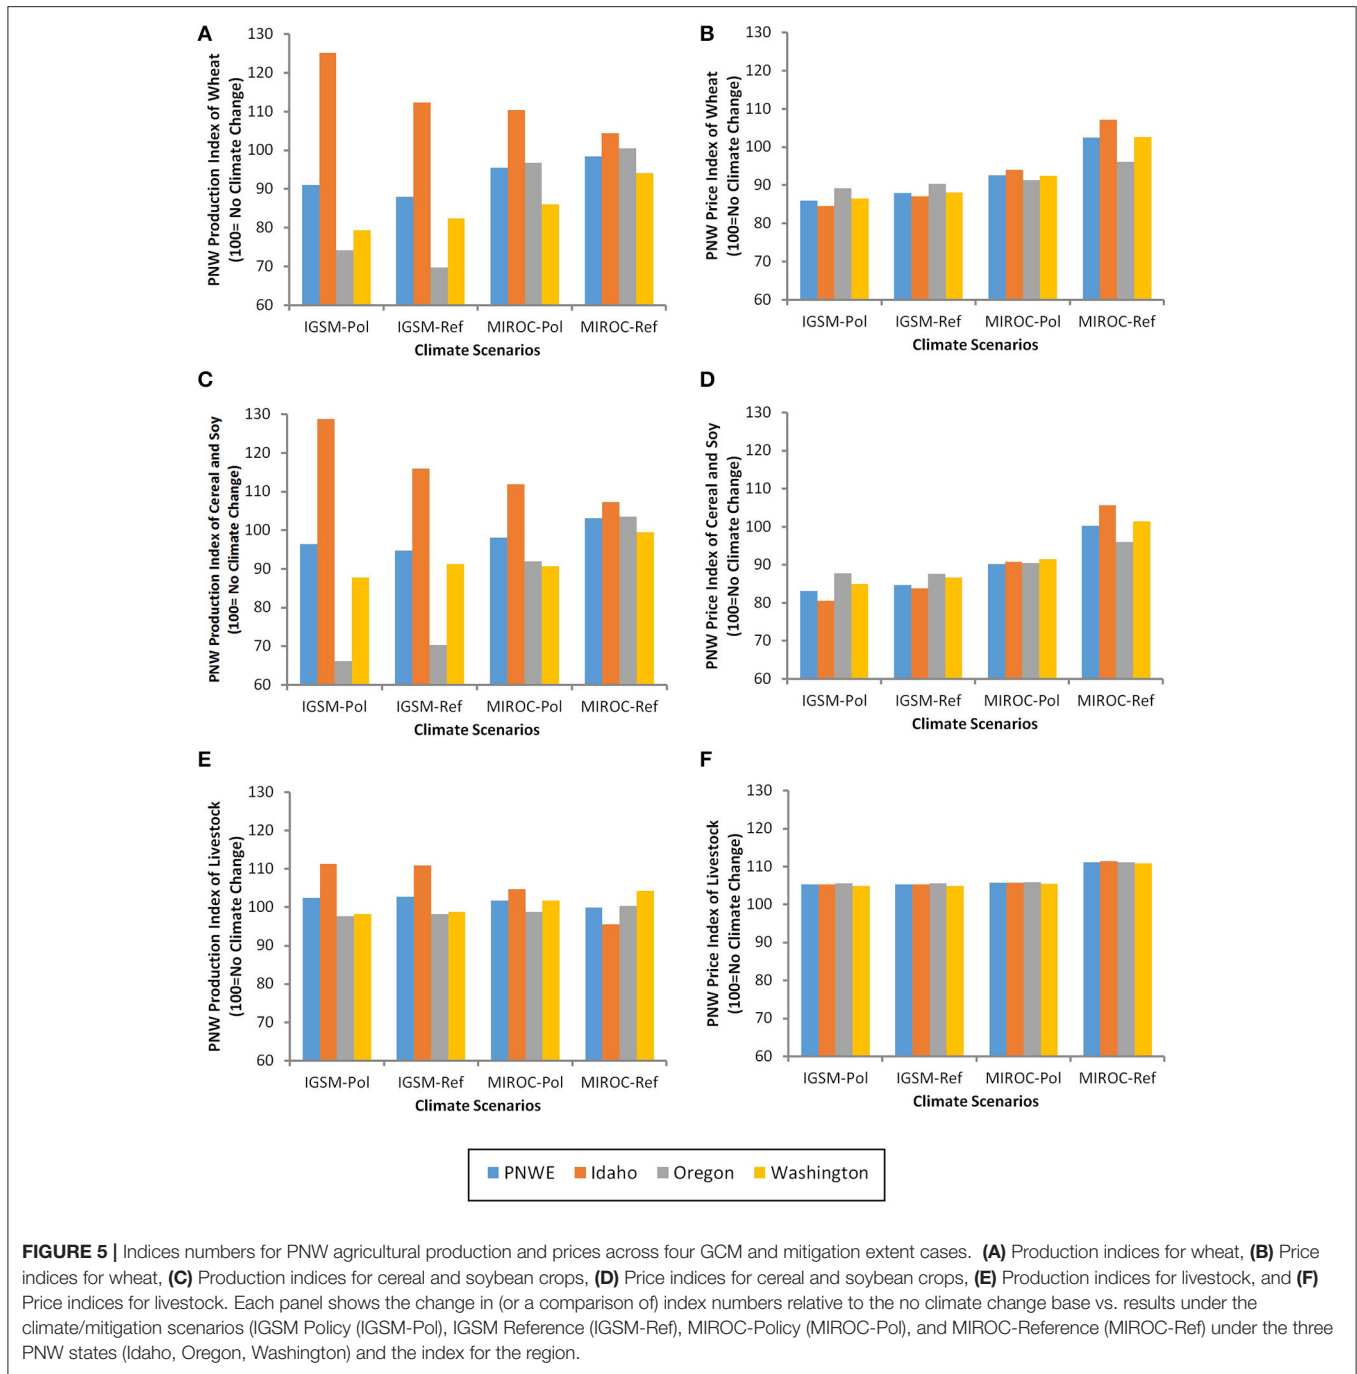 A
PNW Production Index of Wheat
(100= No Climate Change)
130
120
110
100
90
80
70
60
IGSM-Pol IGSM-Ref MIROC-Pol MIROC-Ref
Climate Scenarios
B
PNW Price Index of Wheat
(100=No Climate Change)
130
120
110
100
90
80
70
60
IGSM-Pol IGSM-Ref MIROC-Pol MIROC-Ref
Climate Scenarios
C
PNW Production Index of Cereal and Soy
(100= No Climate Change)
130
120
110
100
90
80
70
60
IGSM-Pol IGSM-Ref MIROC-Pol MIROC-Ref
Climate Scenarios
D
PNW Price Index of Cereal and Soy
(100=No Climate Change)
130
120
110
100
90
80
70
60
IGSM-Pol IGSM-Ref MIROC-Pol MIROC-Ref
Climate Scenarios
E
PNW Production Index of Livestock
(100=No Climate Change)
130
120
110
100
90
80
70
60
IGSM-Pol IGSM-Ref MIROC-Pol MIROC-Ref
Climate Scenarios
F
PNW Price Index of Livestock
(100=No Climate Change)
130
120
110
100
90
80
70
60
IGSM-Pol IGSM-Ref MIROC-Pol MIROC-Ref
Climate Scenarios
PNWE Idaho Oregon Washington
FIGURE 5 | Indices numbers for PNW agricultural production and prices across four GCM and mitigation extent cases. (A) Production indices for wheat, (B) Price
indices for wheat, (C) Production indices for cereal and soybean crops, (D) Price indices for cereal and soybean crops, (E) Production indices for livestock, and (F)
Price indices for livestock. Each panel shows the change in (or a comparison of) index numbers relative to the no climate change base vs. results under the
climate/mitigation scenarios (IGSM Policy (IGSM-Pol), IGSM Reference (IGSM-Ref), MIROC-Policy (MIROC-Pol), and MIROC-Reference (MIROC-Ref) under the three
PNW states (Idaho, Oregon, Washington) and the index for the region.